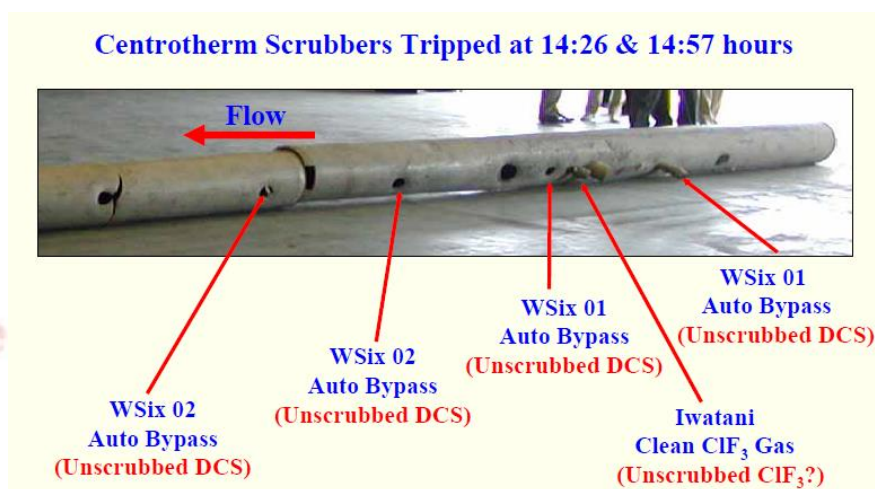 Centrotherm Scrubbers Tripped at 14:26 & 14:57 hours
Flow
WSix 02
Auto Bypass
(Unscrubbed DCS)
WSix 02
Auto Bypass
(Unscrubbed DCS)
WSix 01
Auto Bypass
(Unscrubbed DCS)
Iwatani
Clean ClF₃ Gas
(Unscrubbed ClF₃?)
WSix 01
Auto Bypass
(Unscrubbed DCS)